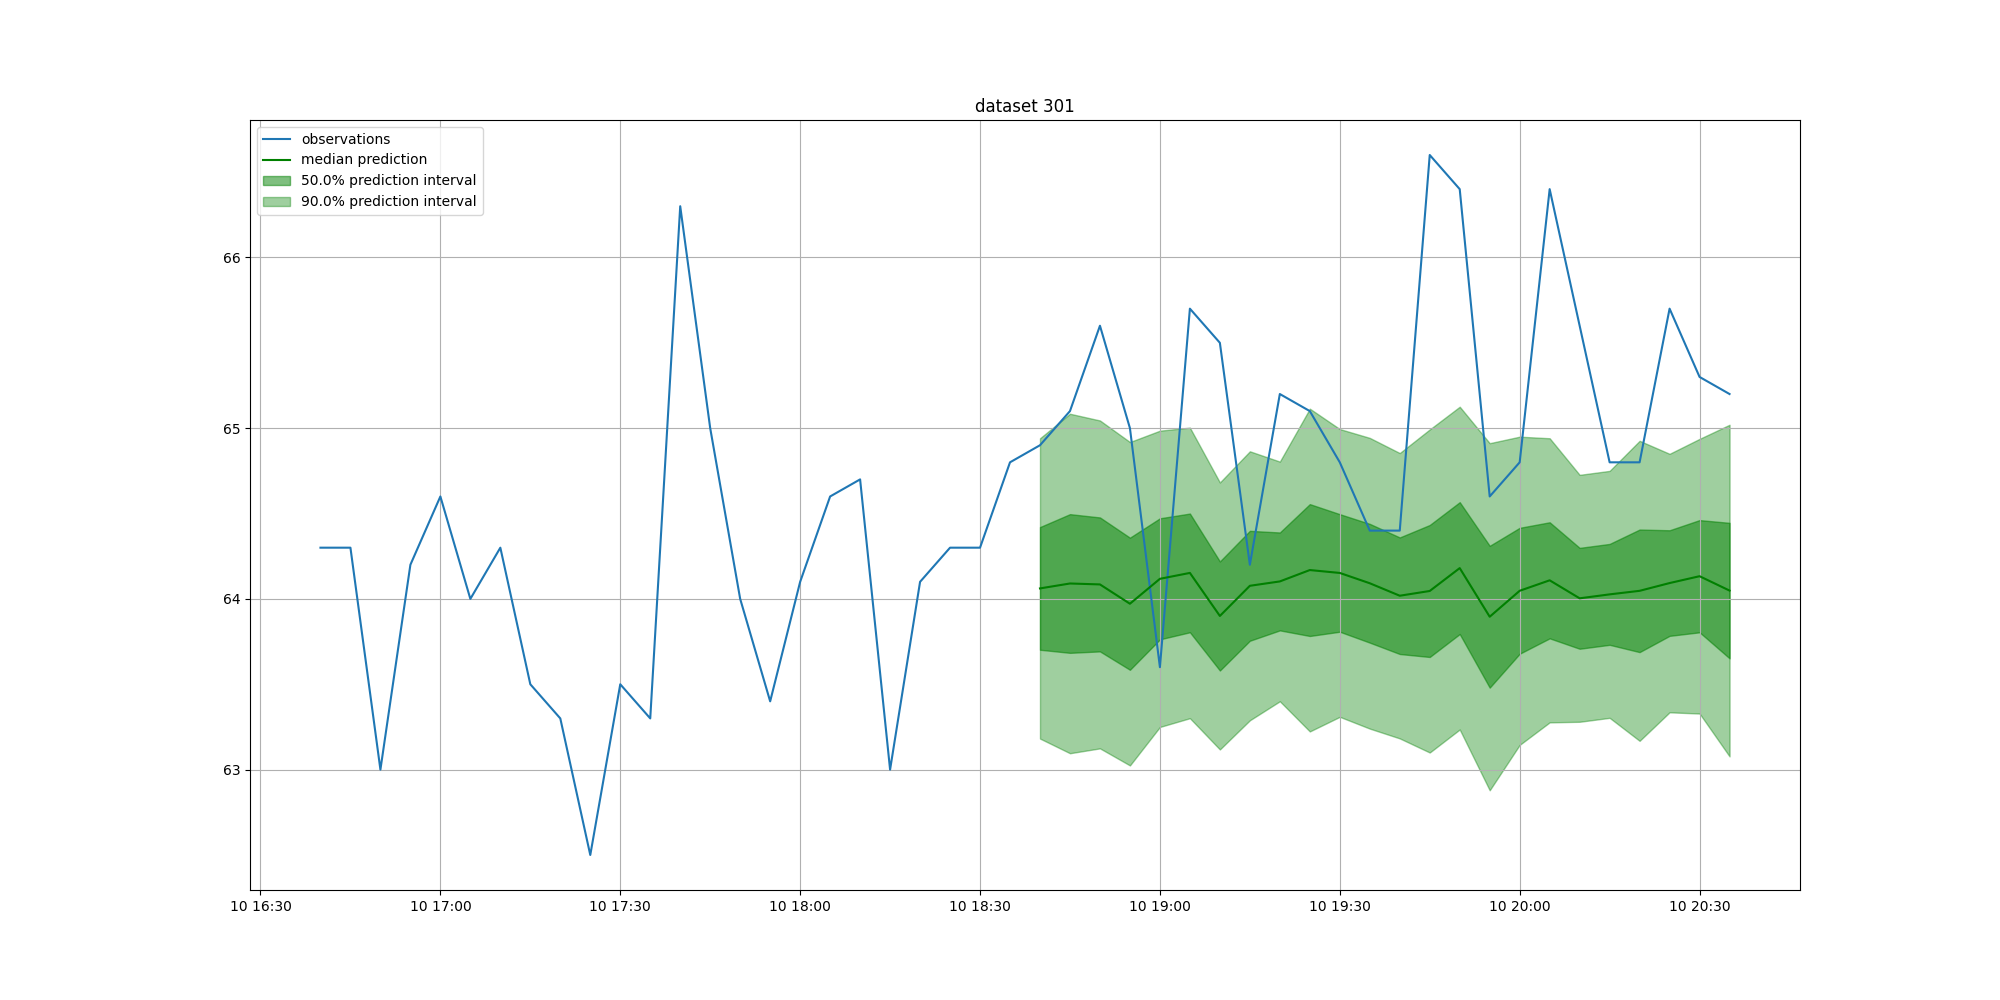 dataset 301
observations
median prediction
50.0% prediction interval
90.0% prediction interval
66
65
64
63
10 16:30
10 17:00
10 17:30
10 18:00
10 18:30
10 19:00
10 19:30
10 20:00
10 20:30